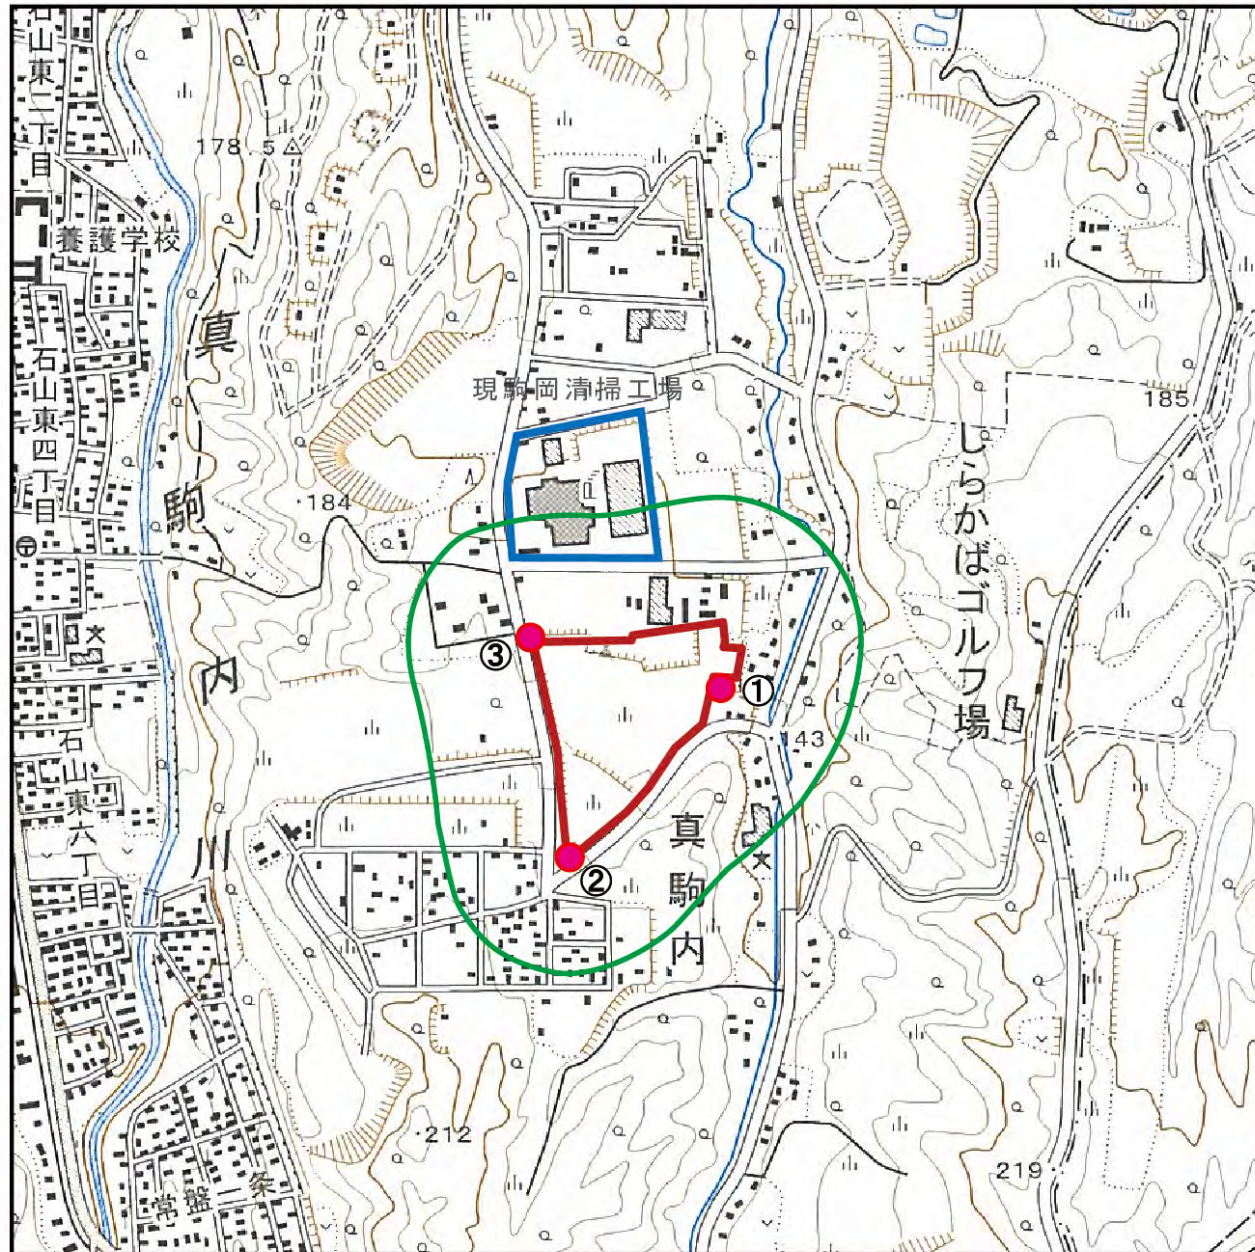 石山東二丁目
178.5
養護学校
真駒内川
石山東四丁目
現駒岡清掃工場
185
184
しらかばゴルフ場
③
①
143
石山東六丁目
真駒内
②
212
219
常盤一条